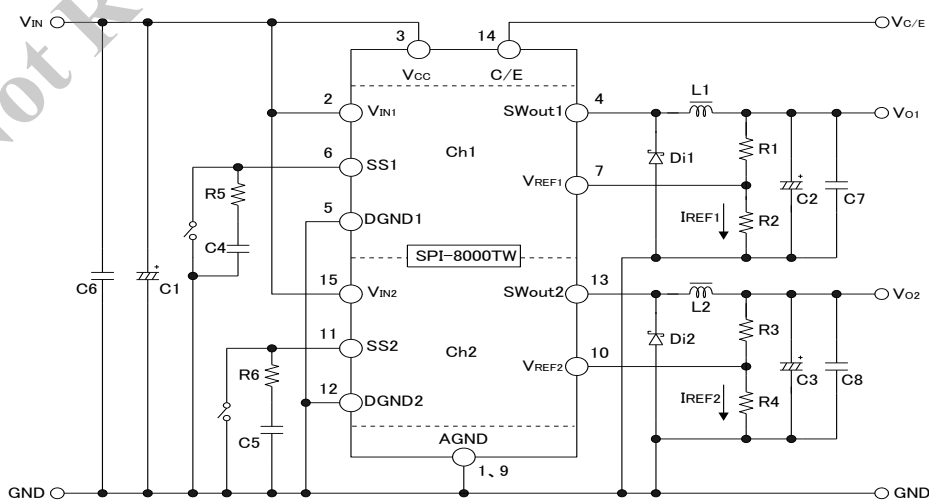 Not R
VIN
3
14
VC/E
VCC
C/E
2
VIN1
SWout1
4
L1
VO1
6
SS1
Ch1
Di1
R1
R5
VREF1
7
C2
C7
5
DGND1
IREF1
R2
C4
SPI-8000TW
C6
C1
15
VIN2
SWout2
13
L2
VO2
11
SS2
Di2
R3
Ch2
R6
VREF2
10
C3
C8
12
DGND2
IREF2
R4
C5
AGND
1、9
GND
GND